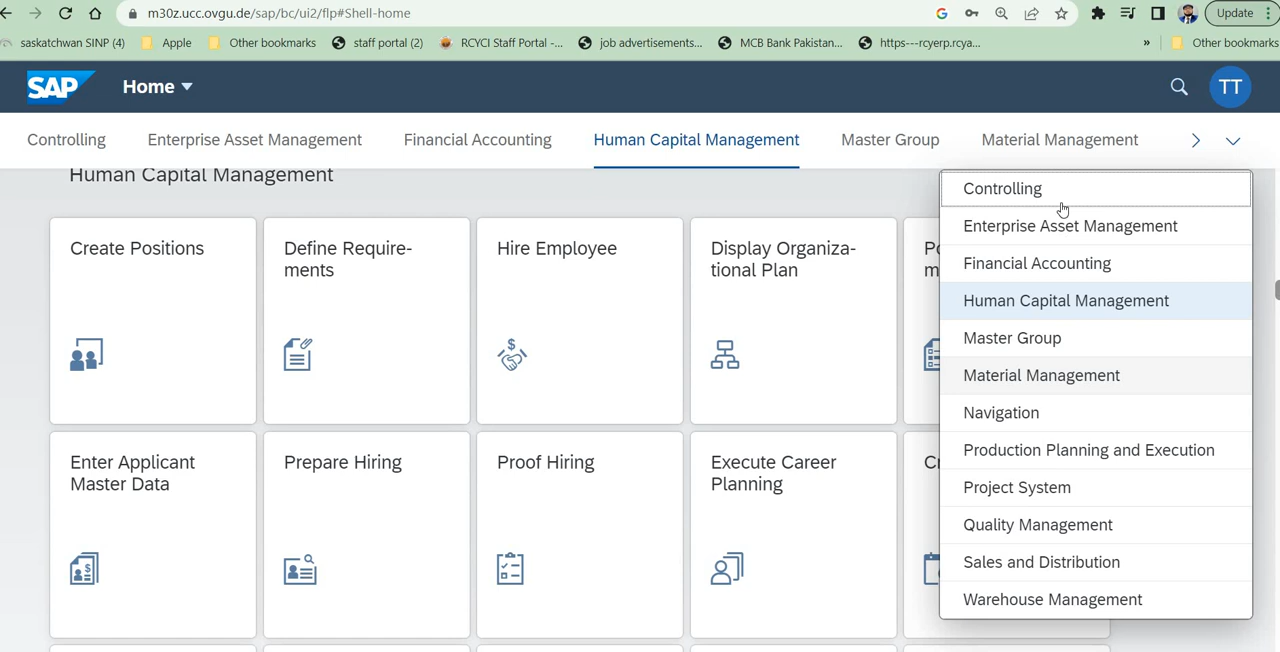 m30z.ucc.ovgu.de/sap/bc/ui2/flp#Shell-home
Update
saskatchwan SINP (4)
Apple
Other bookmarks
staff portal (2)
RCYCI Staff Portal -...
job advertisements...
MCB Bank Pakistan...
https---rcyerp.rcya...
»
Other bookmarks
SAP
Home
TT
Controlling
Enterprise Asset Management
Financial Accounting
Human Capital Management
Master Group
Material Management
Human Capital Management
Create Positions
Define Require-
ments
Hire Employee
Display Organiza-
tional Plan
Enter Applicant
Master Data
Prepare Hiring
Proof Hiring
Execute Career
Planning
Controlling
Enterprise Asset Management
Financial Accounting
Human Capital Management
Master Group
Material Management
Navigation
Production Planning and Execution
Project System
Quality Management
Sales and Distribution
Warehouse Management